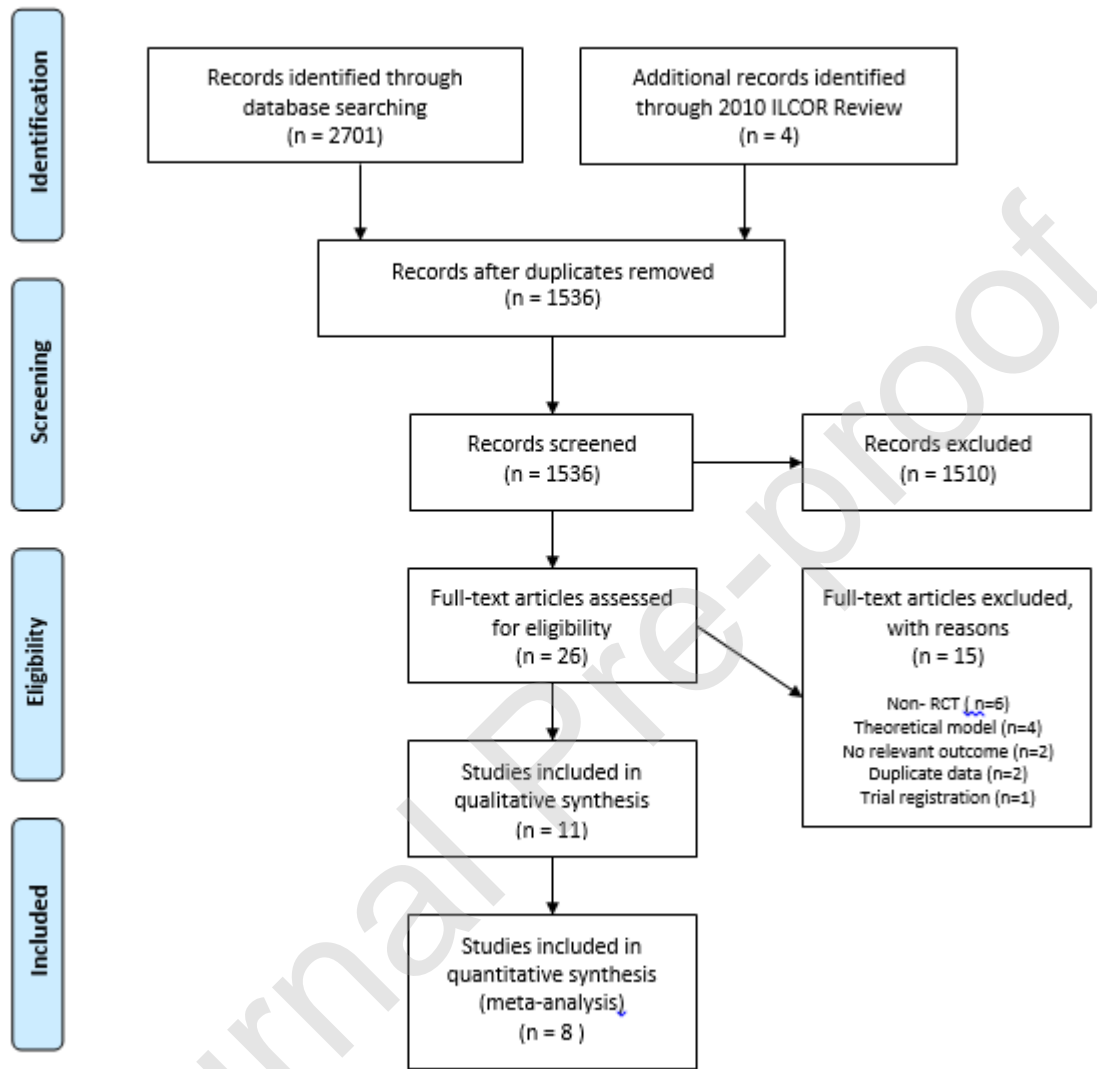 Identification
Records identified through
database searching
(n = 2701)
Additional records identified
through 2010 ILCOR Review
(n = 4)
Records after duplicates removed
(n = 1536)
Screening
Records screened
(n = 1536)
Records excluded
(n = 1510)
Eligibility
Full-text articles assessed
for eligibility
(n = 26)
Full-text articles excluded,
with reasons
(n = 15)
Non- RCT ( n=6)
Theoretical model (n=4)
No relevant outcome (n=2)
Duplicate data (n=2)
Trial registration (n=1)
Studies included in
qualitative synthesis
(n = 11)
Included
Studies included in
quantitative synthesis
(meta-analysis)
(n = 8 )
urnal Pre-proof